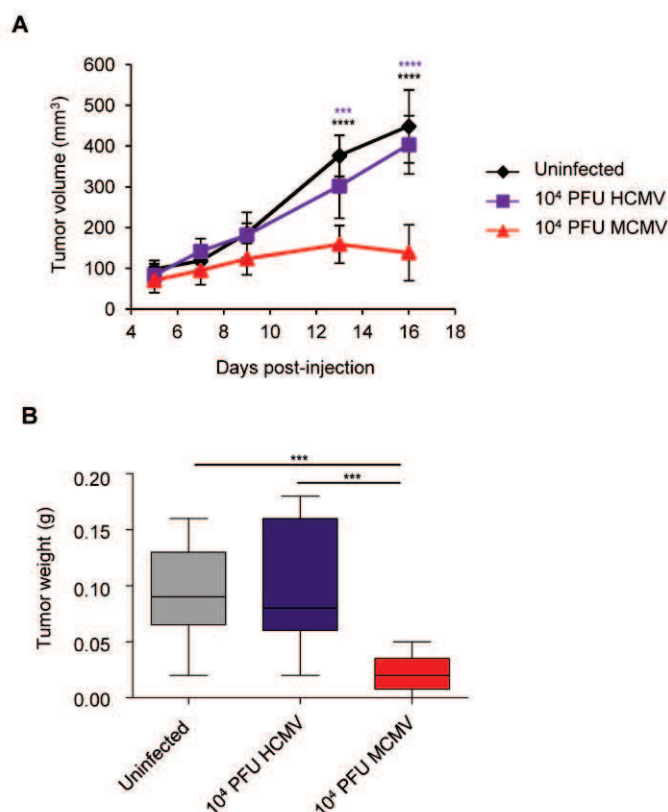 A
600
500
400
300
200
100
0
Tumor volume (mm³)
***
****
****
****
4 6 8 10 12 14 16 18
Days post-injection
Uninfected
10⁴ PFU HCMV
10⁴ PFU MCMV
B
***
***
0.20
0.15
0.10
0.05
0.00
Tumor weight (g)
Uninfected
10⁴ PFU HCMV
10⁴ PFU MCMV